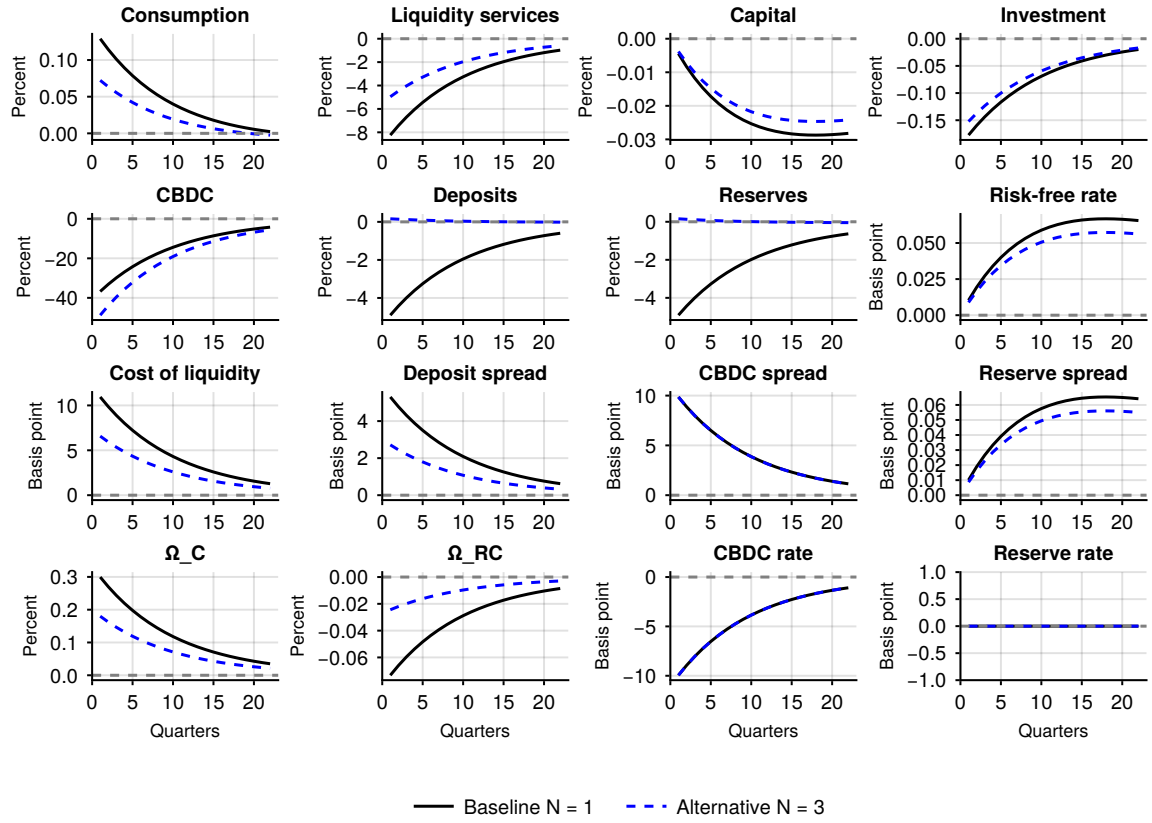 Consumption Liquidity services Capital Investment
Percent Percent Percent Percent
0.10 0.05 0.00
0 −2 −4 −6 −8
0.00 −0.01 −0.02 −0.03
0.00 −0.05 −0.10 −0.15
0 5 10 15 20 0 5 10 15 20 0 5 10 15 20 0 5 10 15 20
CBDC Deposits Reserves Risk-free rate
Percent Percent Percent Basis point
0 −20 −40
0 −2 −4
0 −2 −4
0.050 0.025 0.000
0 5 10 15 20 0 5 10 15 20 0 5 10 15 20 0 5 10 15 20
Cost of liquidity Deposit spread CBDC spread Reserve spread
Basis point Basis point Basis point Basis point
10 5 0
4 2 0
10 5 0
0.06 0.05 0.04 0.03 0.02 0.01 0.00
0 5 10 15 20 0 5 10 15 20 0 5 10 15 20 0 5 10 15 20
Ω_C Ω_RC CBDC rate Reserve rate
Percent Percent Basis point Basis point
0.3 0.2 0.1 0.0
0.00 −0.02 −0.04 −0.06
0 −5 −10
1.0 0.5 0.0 −0.5 −1.0
0 5 10 15 20 0 5 10 15 20 0 5 10 15 20 0 5 10 15 20
Quarters Quarters Quarters Quarters
Baseline N = 1 Alternative N = 3